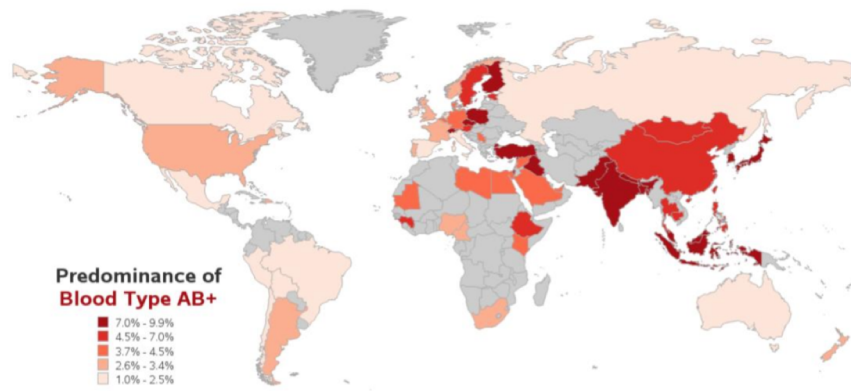 Predominance of
Blood Type AB+
7.0% - 9.9%
4.5% - 7.0%
3.7% - 4.5%
2.6% - 3.4%
1.0% - 2.5%